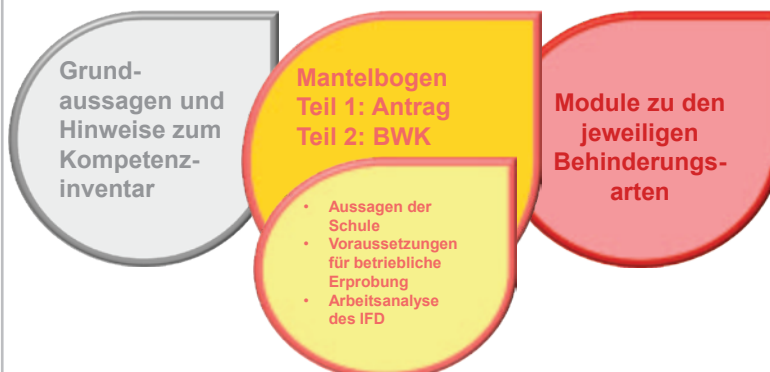 Grund-
aussagen und
Hinweise zum
Kompetenz-
inventar
Mantelbogen
Teil 1: Antrag
Teil 2: BWK
• Aussagen der
Schule
• Voraussetzungen
für betriebliche
Erprobung
• Arbeitsanalyse
des IFD
Module zu den
jeweiligen
Behinderungs-
arten